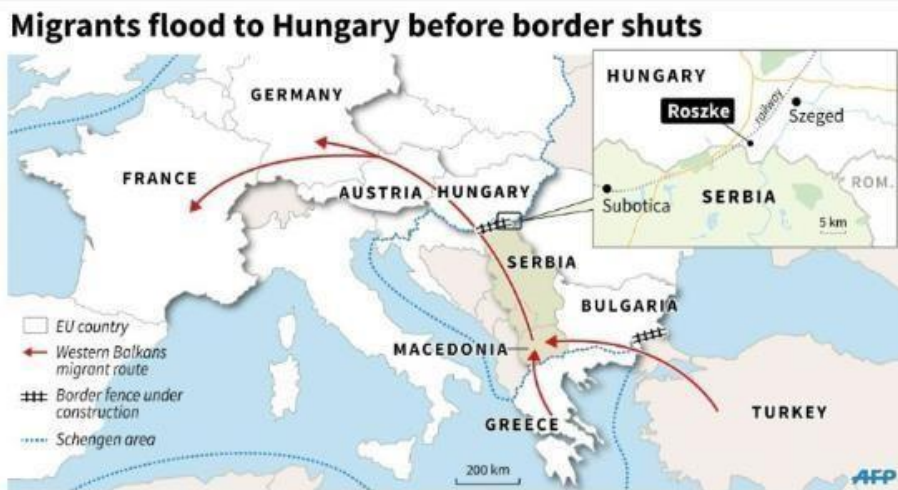 Migrants flood to Hungary before border shuts
GERMANY
FRANCE
AUSTRIA
HUNGARY
SERBIA
BULGARIA
MACEDONIA
GREECE
TURKEY
HUNGARY
Roszke
railway
Szeged
Subotica
SERBIA
ROM.
5 km
EU country
Western Balkans
migrant route
Border fence under
construction
Schengen area
200 km
AFP